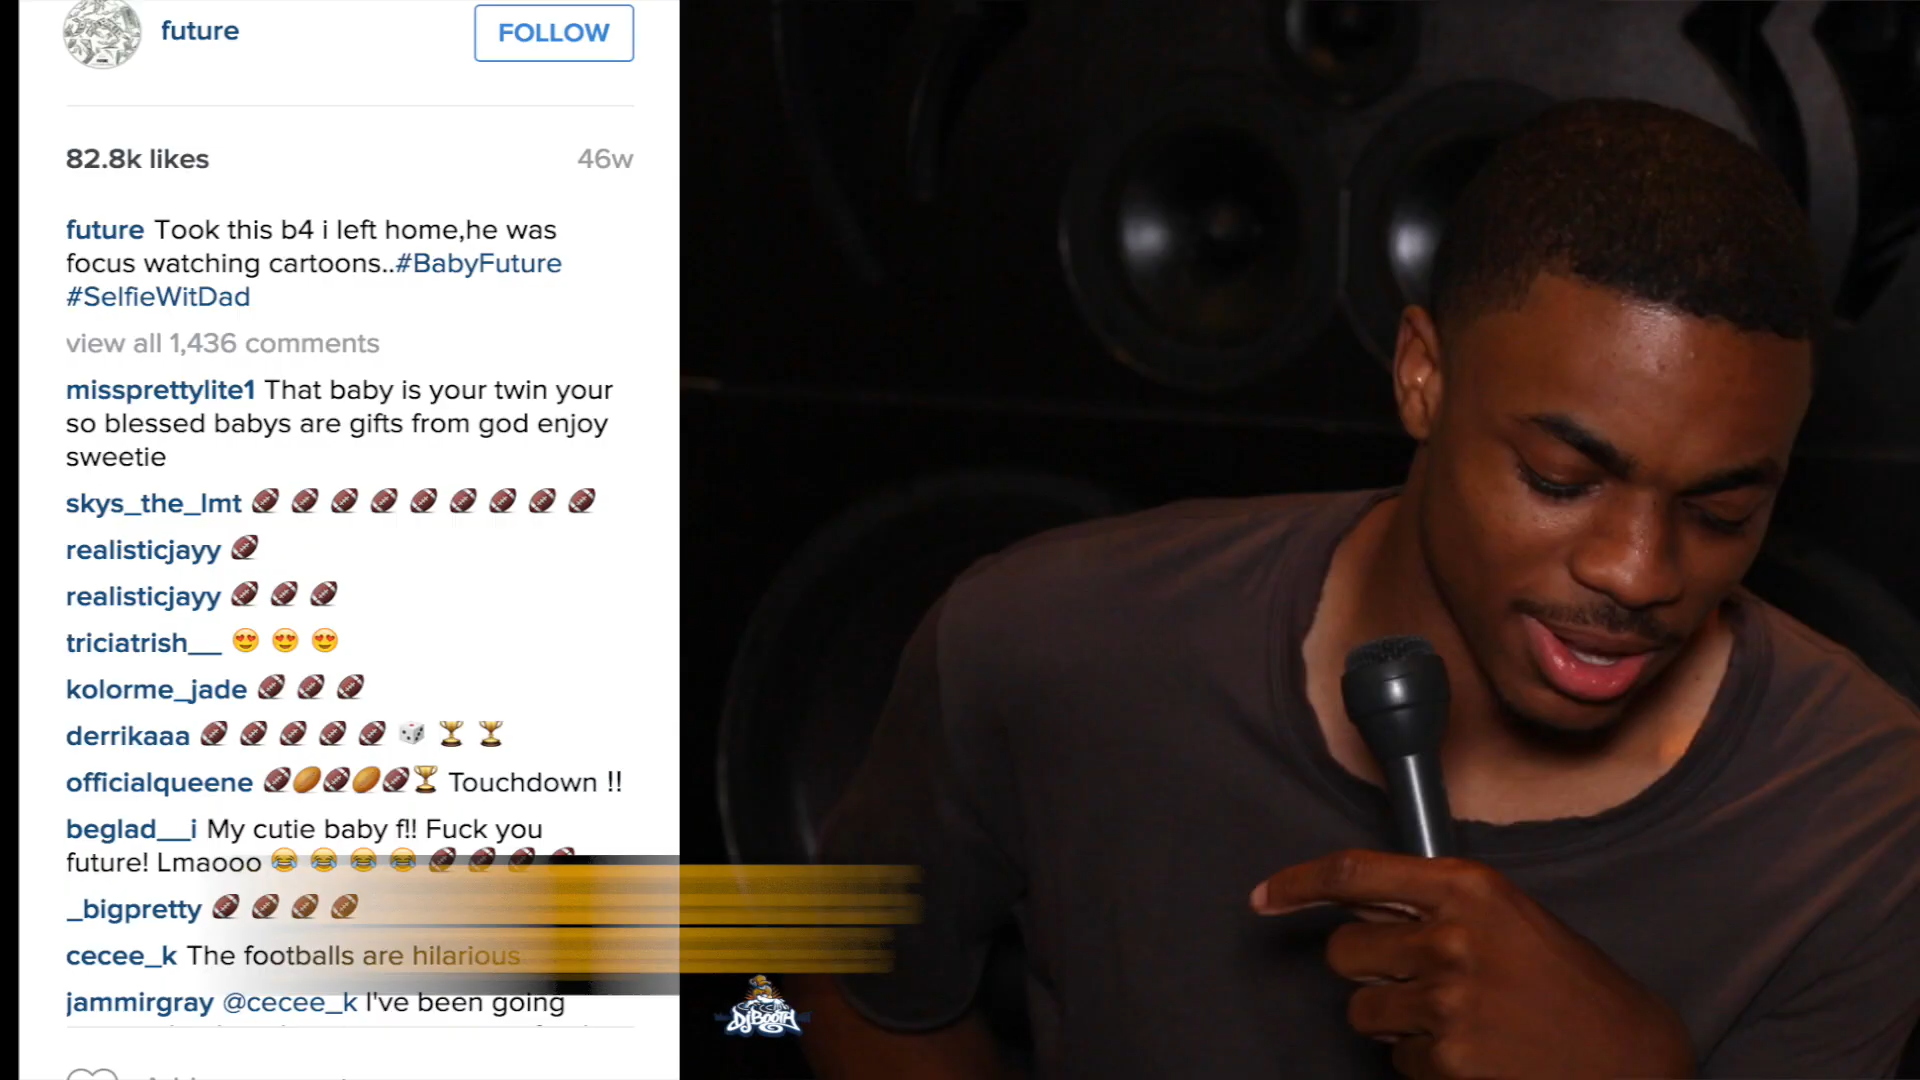 future
FOLLOW
82.8k likes
46w
future Took this b4 i left home,he was
focus watching cartoons..#BabyFuture
#SelfieWitDad
view all 1,436 comments
missprettylite1 That baby is your twin your
so blessed babys are gifts from god enjoy
sweetie
skys_the_lmt 🏈 🏈 🏈 🏈 🏈 🏈 🏈 🏈 🏈
realisticjayy 🏈
realisticjayy 🏈 🏈 🏈
triciatrish__ 😍 😍 😍
kolorme_jade 🏈 🏈 🏈
derrikaaa 🏈 🏈 🏈 🏈 🏈 🎲 🏆 🏆
officialqueene 🏈🏉🏈🏉🏈🏆 Touchdown !!
beglad__i My cutie baby f!! Fuck you
future! Lmaooo 😂 😂 😂 😂 🏈 🏈 🏈 🏈
_bigpretty 🏈 🏈 🏈 🏈
cecee_k The footballs are hilarious
jammirgray @cecee_k I've been going
DJBOOTH